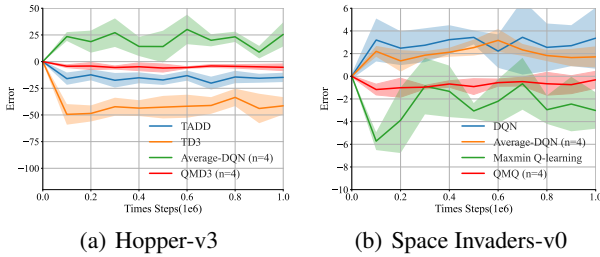 50
25
0
−25
−50
−75
−100
Error
0.0 0.2 0.4 0.6 0.8 1.0
Times Steps(1e6)
TADD
TD3
Average-DQN (n=4)
QMD3 (n=4)
(a) Hopper-v3
6
4
2
0
−2
−4
−6
−8
−10
Error
0.0 0.2 0.4 0.6 0.8 1.0
Times Steps(1e6)
DQN
Average-DQN (n=4)
Maxmin Q-learning
QMQ (n=4)
(b) Space Invaders-v0